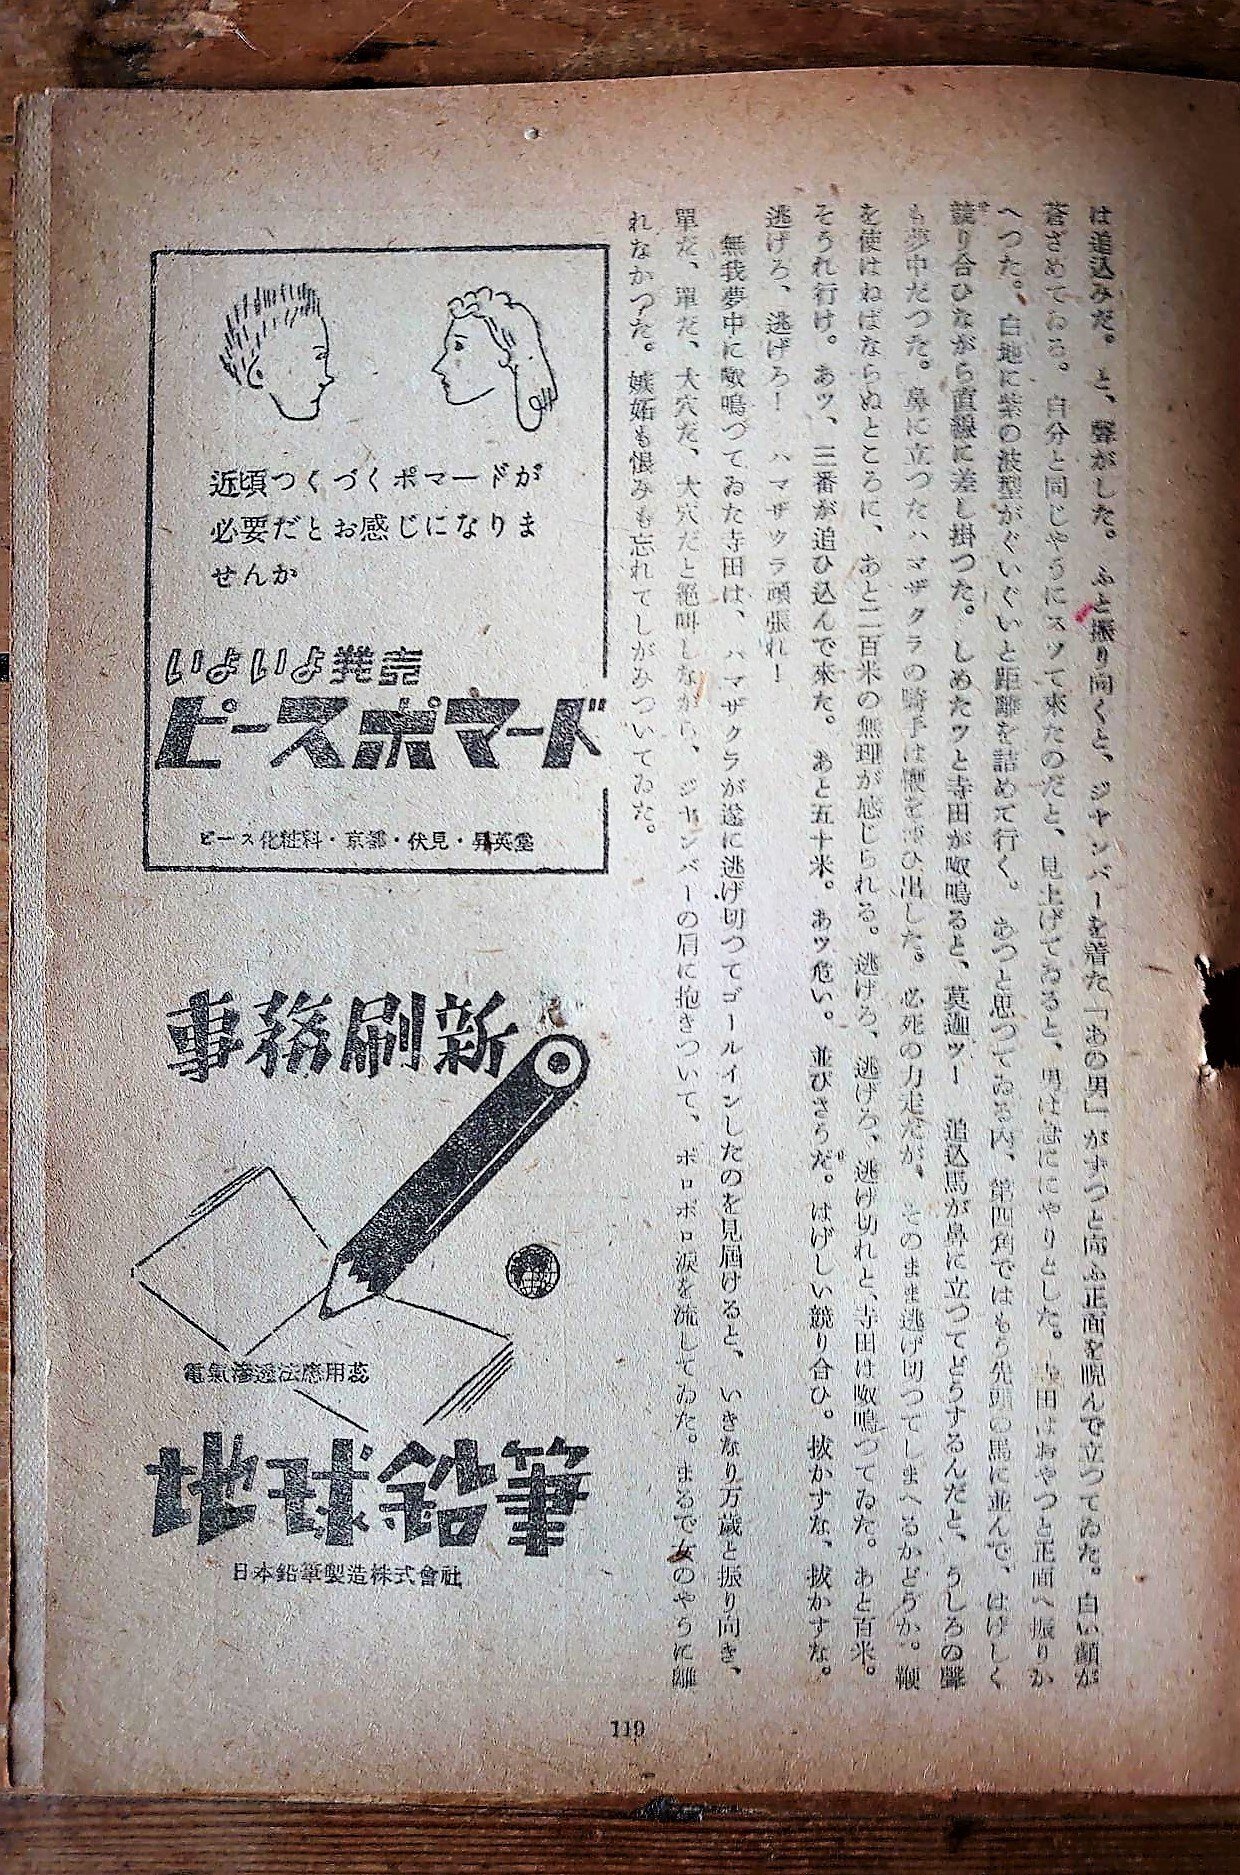 は追込みだ。と、聲がした。ふと振り向くと、ジャンパーを着た「あの男」がずつと向ふ正面を睨んで立つてゐた。白い顔が
蒼ざめてゐる。自分と同じやうにスツて来たのだと、見上げてゐると、男は急ににやりとした。寺田はおやつと正面へ振りか
へつた。白地に紫の波型がぐいぐいと距離を詰めて行く。あつと思つてゐる内、第四角ではもう先頭の馬に並んで、はげしく
競り合ひながら直線に差し掛つた。しめたツと寺田が呶鳴ると、莫迦ツー　追込馬が鼻に立つてどうするんだと、うしろの聲
も夢中だつた。鼻に立つたハマザクラの騎手は鞭を使ひ出した。必死の力走だが、そのまま逃げ切つてしまへるかどうか。鞭
を使はねばならぬところに、あと二百米の無理が感じられる。逃げろ、逃げろ、逃げ切れと、寺田は呶鳴つてゐた。あと百米。
そうれ行け。あツ、三番が追ひ込んで來た。あと五十米。あツ危い。並びさうだ。はげしい競り合ひ。抜かすな、抜かすな。
逃げろ、逃げろ！ハマザクラ頑張れ！
無我夢中に呶鳴づてゐた寺田は、ハマザクラが遂に逃げ切つてゴールインしたのを見届けると、いきなり万歳と振り向き、
單だ、單だ、大穴だ、大穴だと絶叫しながら、ジャンパーの肩に抱きついて、ポロポロ涙を流してゐた。まるで女のやうに離
れなかつた。嫉妬も恨みも忘れてしがみついてゐた。
近頃つくづくポマードが
必要だとお感じになりま
せんか
いよいよ発売
ピースポマード
ピース化粧料・京都・伏見・昇英堂
事務刷新
電氣滲透法應用蕊
地球鉛筆
日本鉛筆製造株式會社
119